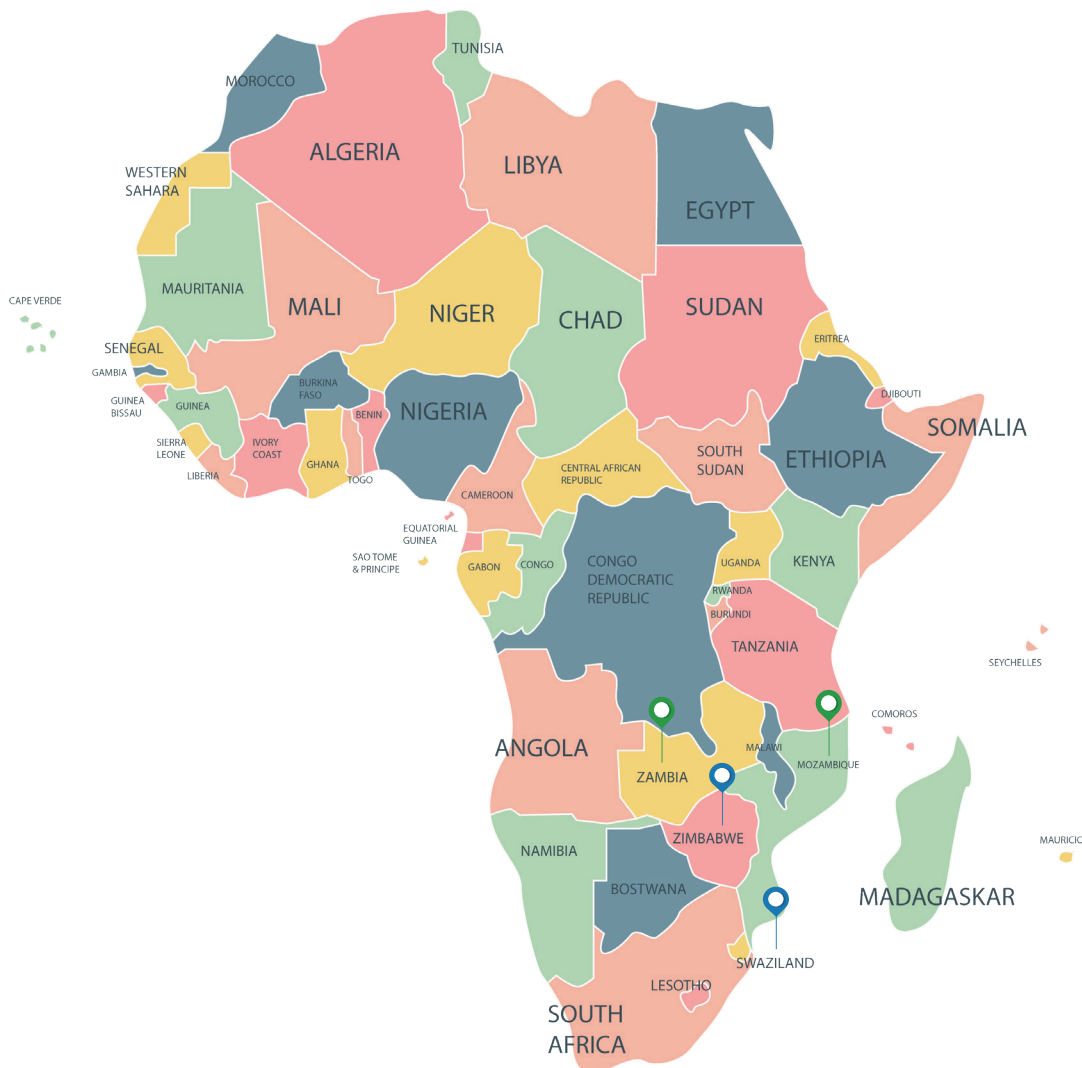 TUNISIA
MOROCCO
ALGERIA
LIBYA
WESTERN
SAHARA
EGYPT
MAURITANIA
CAPE VERDE
MALI
NIGER
CHAD
SUDAN
ERITREA
SENEGAL
GAMBIA
BURKINA
FASO
DJIBOUTI
GUINEA
BISSAU
GUINEA
BENIN
NIGERIA
SOMALIA
SIERRA
LEONE
IVORY
COAST
GHANA
SOUTH
SUDAN
ETHIOPIA
LIBERIA
TOGO
CENTRAL AFRICAN
REPUBLIC
CAMEROON
EQUATORIAL
GUINEA
SAO TOME
& PRINCIPE
GABON
CONGO
CONGO
DEMOCRATIC
REPUBLIC
UGANDA
KENYA
RWANDA
BURUNDI
TANZANIA
SEYCHELLES
COMOROS
ANGOLA
MALAWI
MOZAMBIQUE
ZAMBIA
ZIMBABWE
NAMIBIA
MAURICIO
BOSTWANA
MADAGASKAR
SWAZILAND
LESOTHO
SOUTH
AFRICA